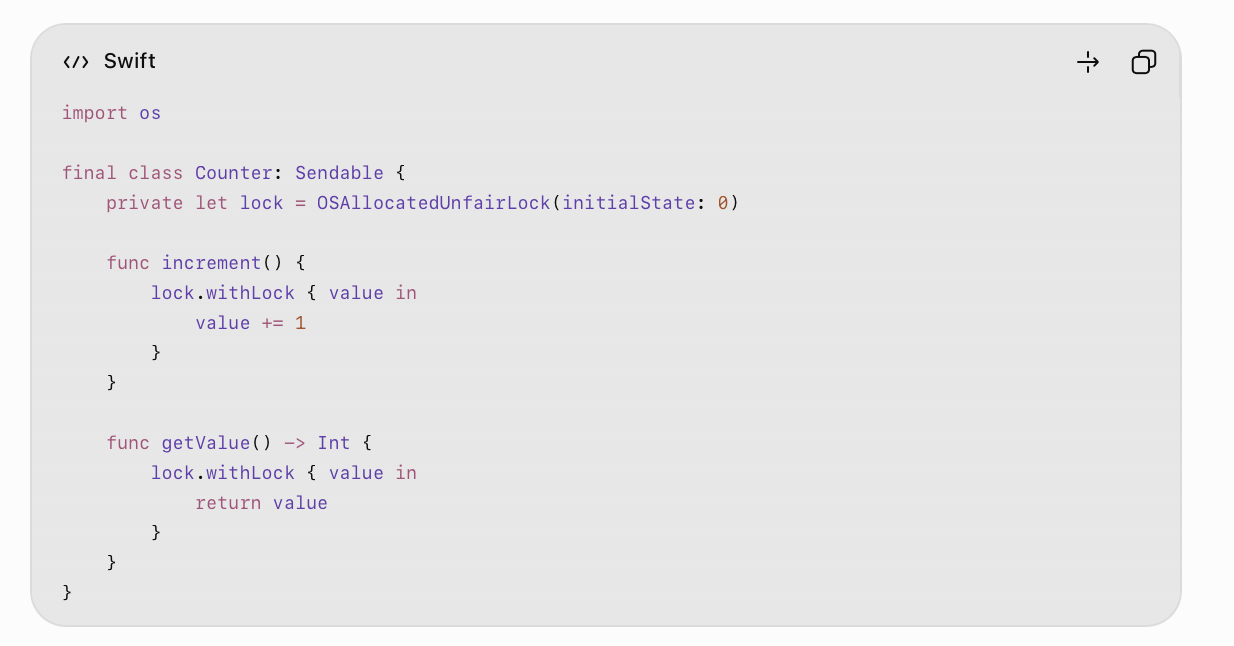 </> Swift
import os
final class Counter: Sendable {
    private let lock = OSAllocatedUnfairLock(initialState: 0)
    func increment() {
        lock.withLock { value in
            value += 1
        }
    }
    func getValue() -> Int {
        lock.withLock { value in
            return value
        }
    }
}